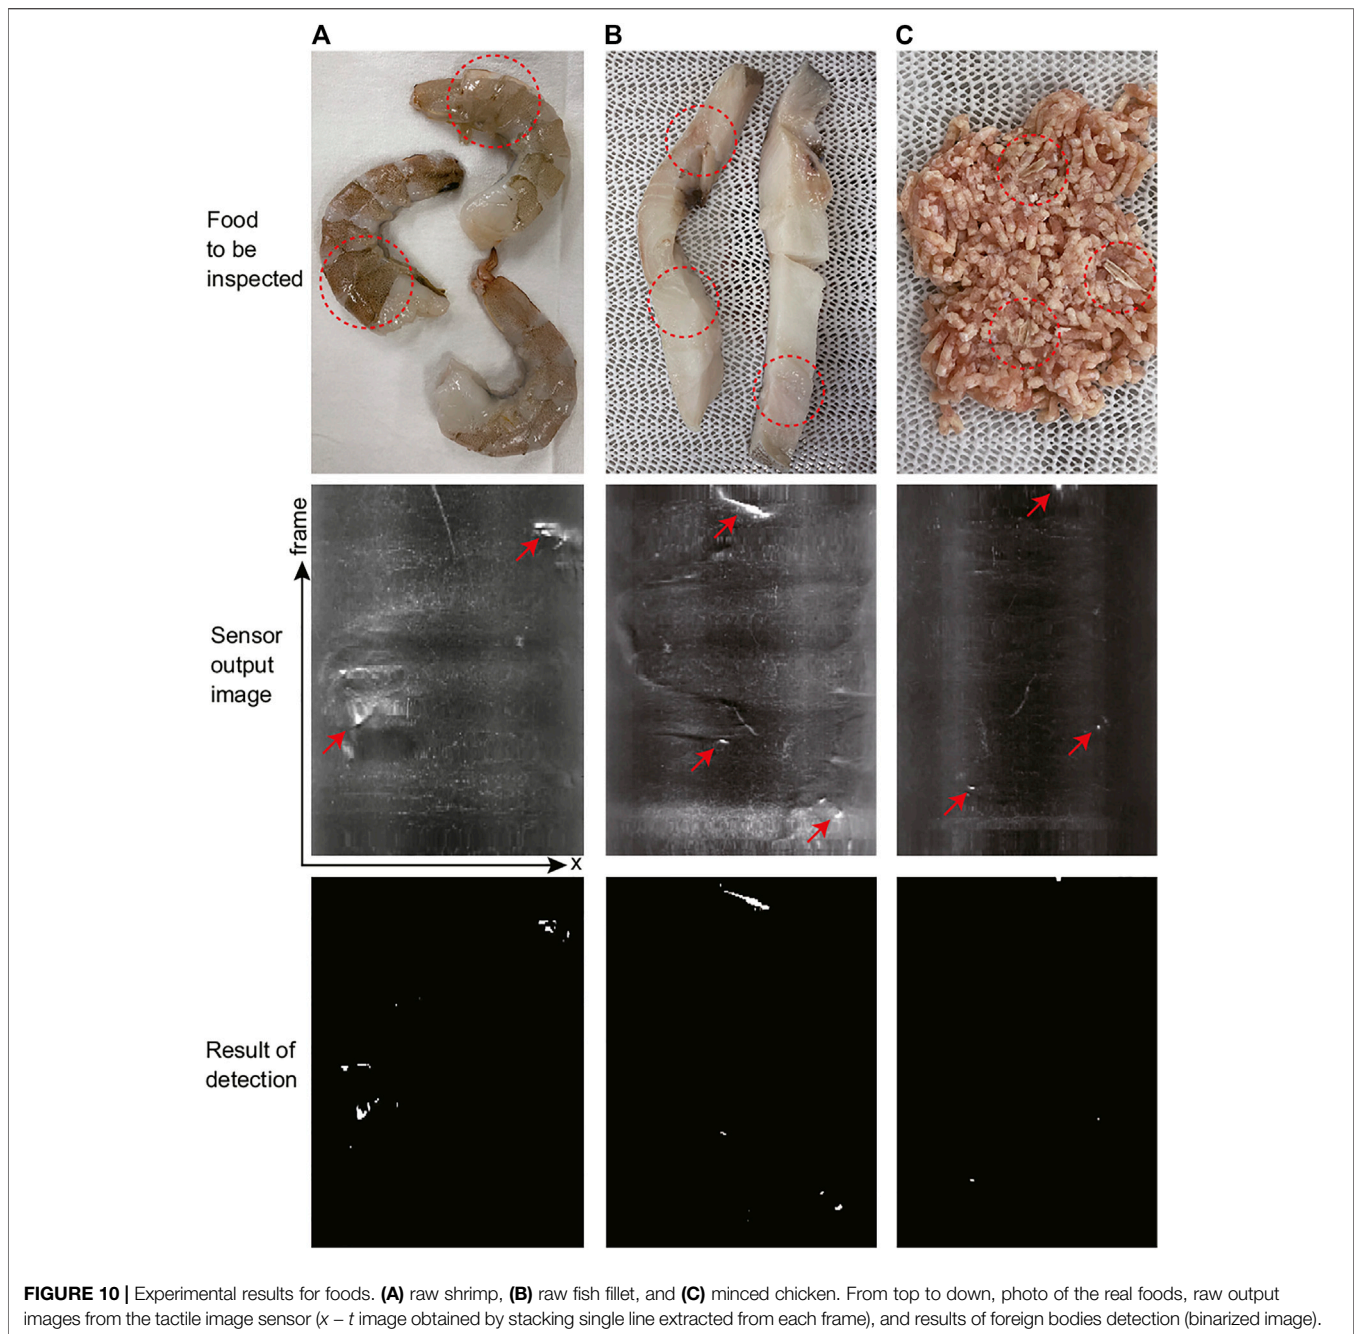 A
B
C
Food
to be
inspected
frame
Sensor
output
image
x
Result of
detection
FIGURE 10 | Experimental results for foods. (A) raw shrimp, (B) raw fish fillet, and (C) minced chicken. From top to down, photo of the real foods, raw output
images from the tactile image sensor (x – t image obtained by stacking single line extracted from each frame), and results of foreign bodies detection (binarized image).